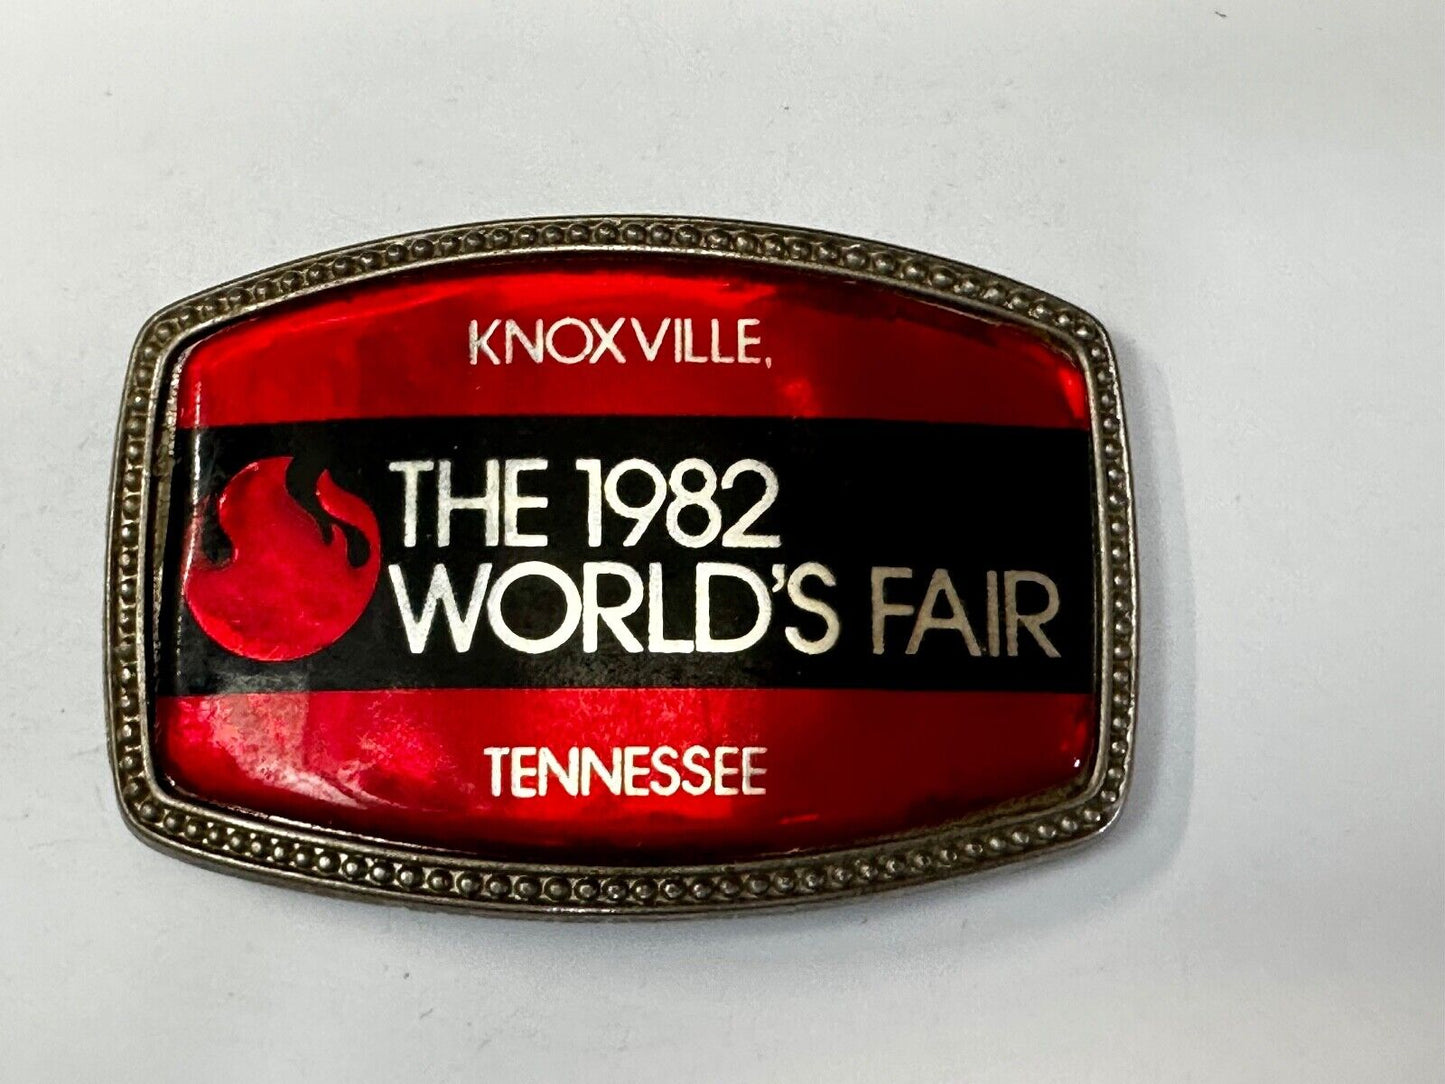 KNOXVILLE,
THE 1982
WORLD'S FAIR
TENNESSEE